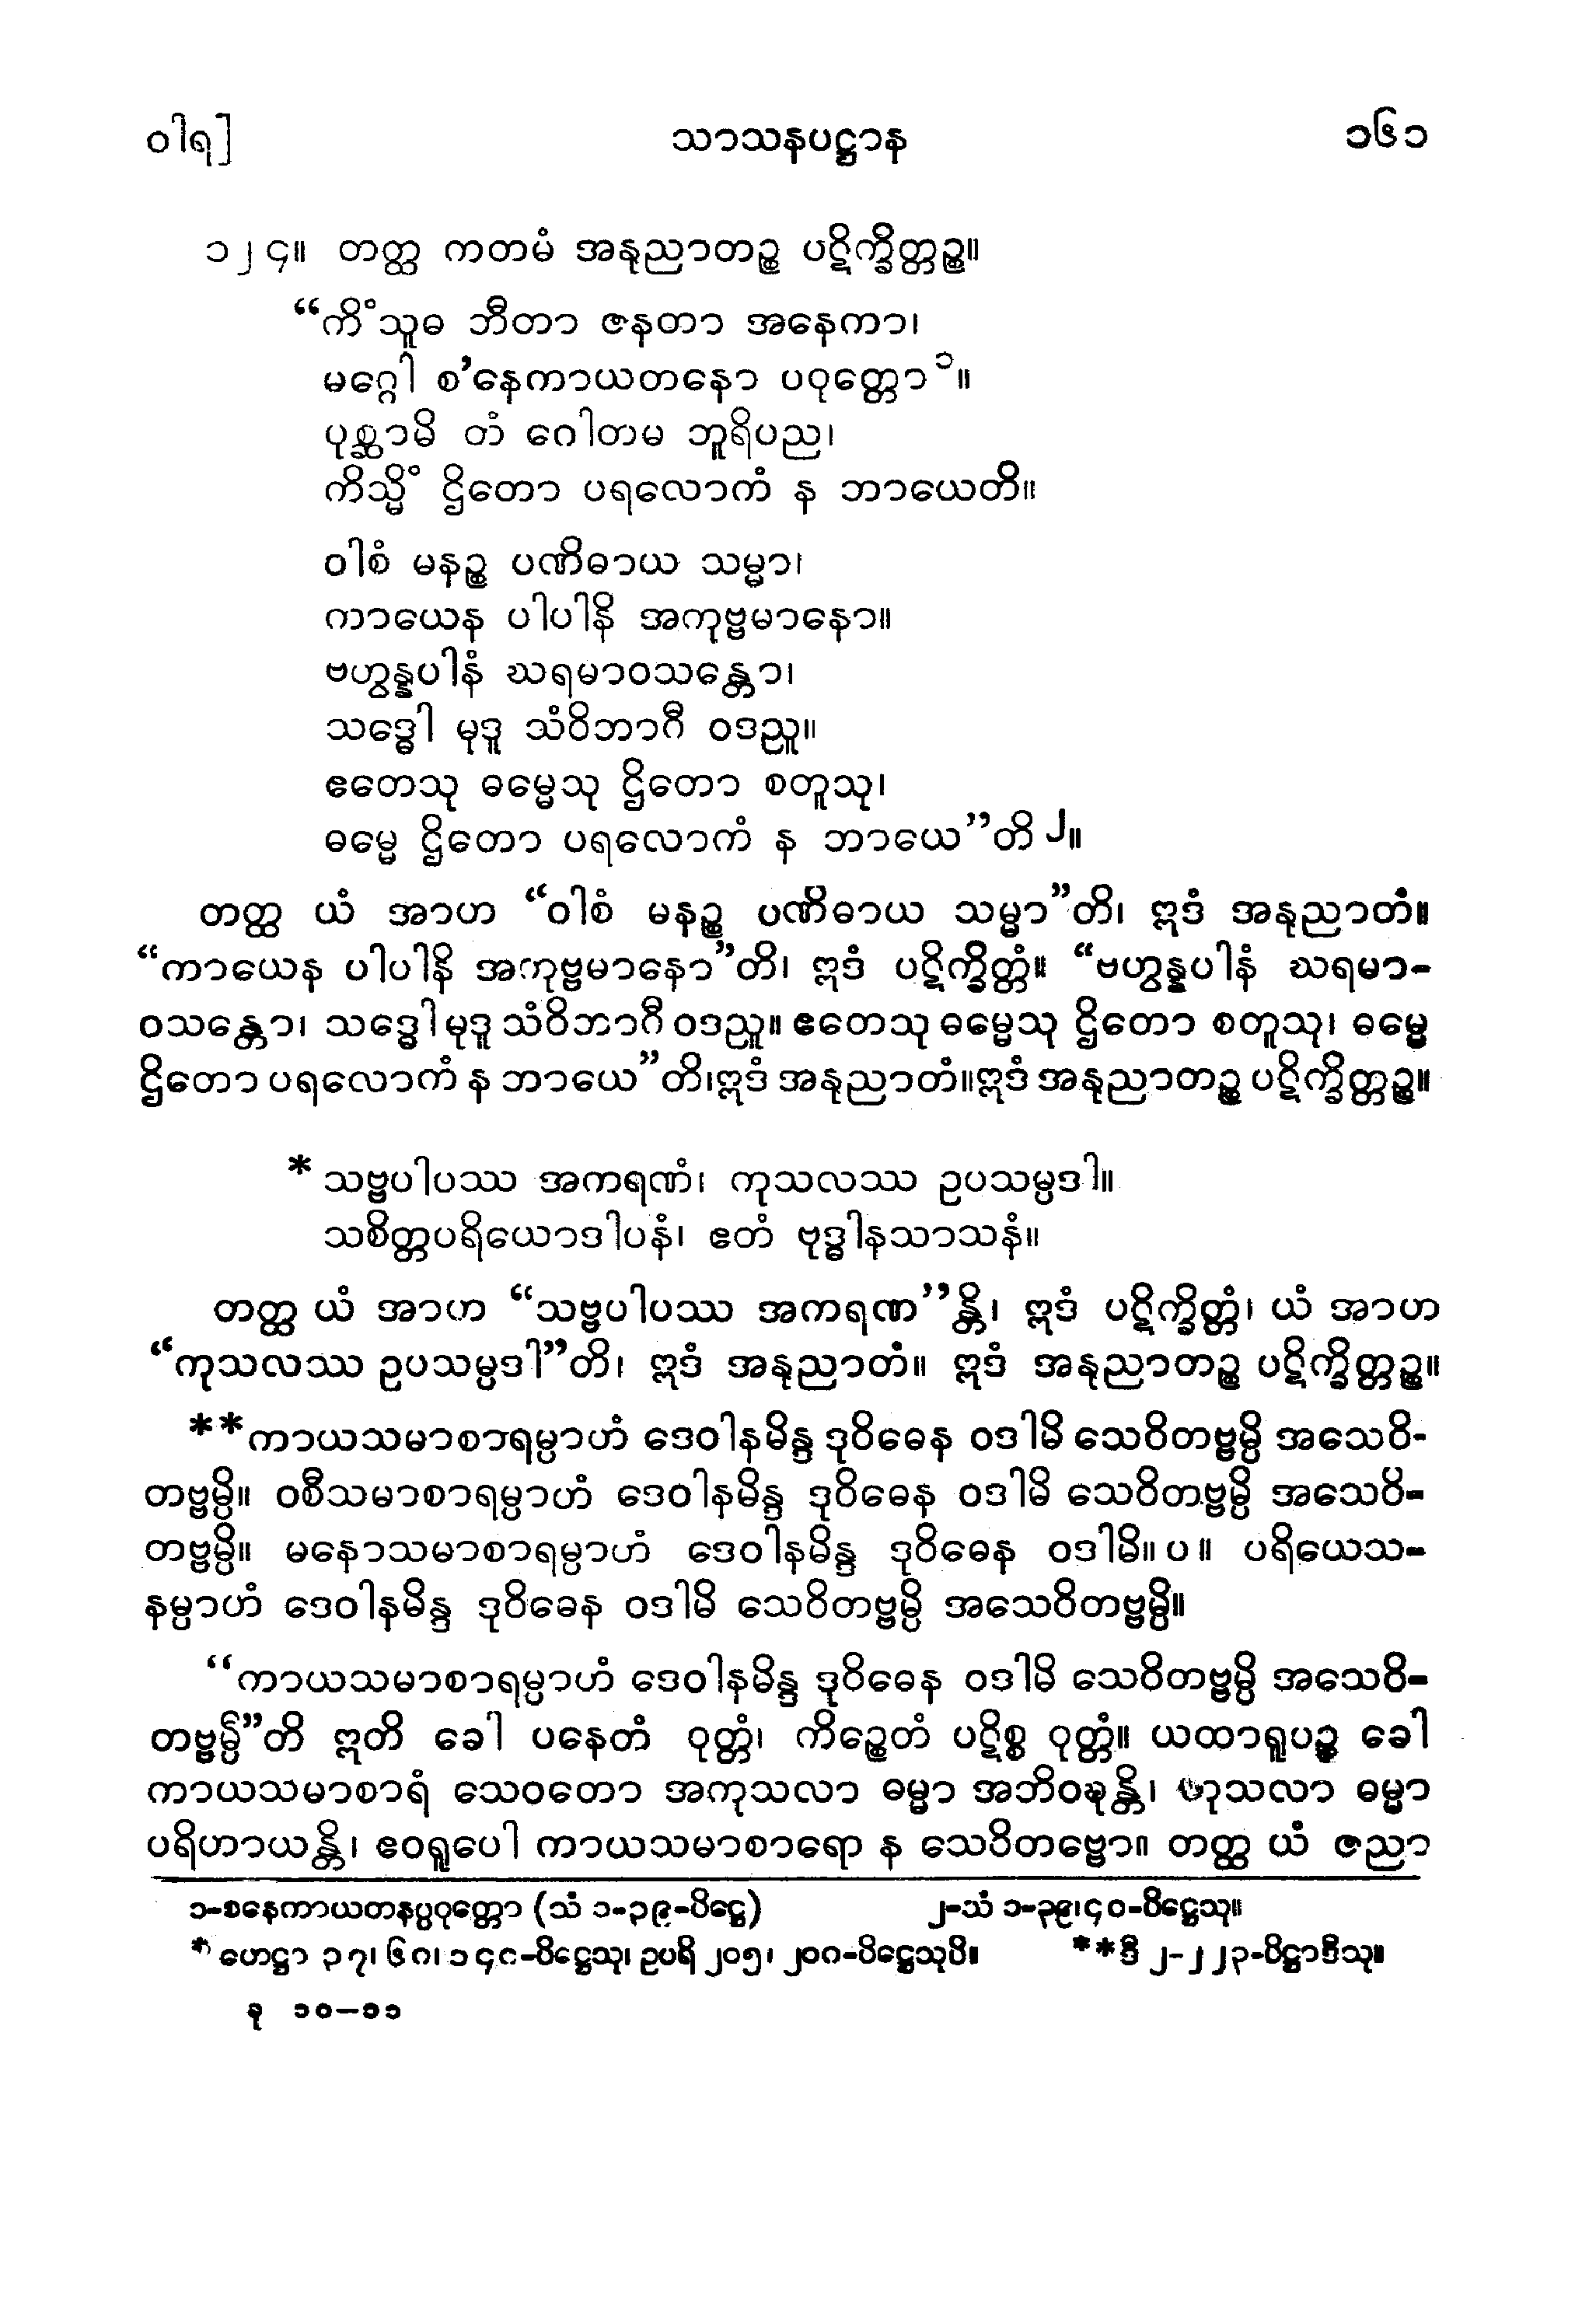 ဝါရ]
သာသနပဋ္ဌာန
၁၆၁
၁၂၄။ တတ္ထ ကတမံ အနုညာတဉ္စ ပဋိက္ခိတ္တဉ္စ။
“ကိံသူဓ ဘီတာ ဇနတာ အနေကာ၊
မဂ္ဂေါ စ’နေကာယတနော ပဝုတ္တော၁။
ပုစ္ဆာမိ တံ ဂေါတမ ဘူရိပည၊
ကိသ္မိံ ဌိတော ပရလောကံ န ဘာယေတိ။
ဝါစံ မနဉ္စ ပဏိဓာယ သမ္မာ၊
ကာယေန ပါပါနိ အကုဗ္ဗမာနော။
ဗဟွန္နပါနံ ဃရမာဝသန္တော၊
သဒ္ဓေါ မုဒူ သံဝိဘာဂီ ဝဒညူ။
ဧတေသု ဓမ္မေသု ဌိတော စတူသု၊
ဓမ္မေ ဌိတော ပရလောကံ န ဘာယေ”တိ၂။
တတ္ထ ယံ အာဟ “ဝါစံ မနဉ္စ ပဏိဓာယ သမ္မာ”တိ၊ ဣဒံ အနုညာတံ။
“ကာယေန ပါပါနိ အကုဗ္ဗမာနော”တိ၊ ဣဒံ ပဋိက္ခိတ္တံ။ “ဗဟွန္နပါနံ ဃရမာ-
ဝသန္တော၊ သဒ္ဓေါ မုဒူ သံဝိဘာဂီ ဝဒညူ။ ဧတေသု ဓမ္မေသု ဌိတော စတူသု၊ ဓမ္မေ
ဌိတော ပရလောကံ န ဘာယေ”တိ၊ဣဒံ အနုညာတံ။ဣဒံ အနုညာတဉ္စ ပဋိက္ခိတ္တဉ္စ။
* သဗ္ဗပါပဿ အကရဏံ၊ ကုသလဿ ဥပသမ္ပဒါ။
သစိတ္တပရိယောဒါပနံ၊ ဧတံ ဗုဒ္ဓါနသာသနံ။
တတ္ထ ယံ အာဟ “သဗ္ဗပါပဿ အကရဏ”န္တိ၊ ဣဒံ ပဋိက္ခိတ္တံ၊ ယံ အာဟ
“ကုသလဿ ဥပသမ္ပဒါ”တိ၊ ဣဒံ အနုညာတံ။ ဣဒံ အနုညာတဉ္စ ပဋိက္ခိတ္တဉ္စ။
**ကာယသမာစာရမ္ပာဟံ ဒေဝါနမိန္ဒ ဒုဝိဓေန ဝဒါမိ သေဝိတဗ္ဗမ္ပိ အသေဝိ-
တဗ္ဗမ္ပိ။ ဝစီသမာစာရမ္ပာဟံ ဒေဝါနမိန္ဒ ဒုဝိဓေန ဝဒါမိ သေဝိတဗ္ဗမ္ပိ အသေဝိ-
တဗ္ဗမ္ပိ။ မနောသမာစာရမ္ပာဟံ ဒေဝါနမိန္ဒ ဒုဝိဓေန ဝဒါမိ။ ပ ။ ပရိယေသ-
နမ္ပာဟံ ဒေဝါနမိန္ဒ ဒုဝိဓေန ဝဒါမိ သေဝိတဗ္ဗမ္ပိ အသေဝိတဗ္ဗမ္ပိ။
“ကာယသမာစာရမ္ပာဟံ ဒေဝါနမိန္ဒ ဒုဝိဓေန ဝဒါမိ သေဝိတဗ္ဗမ္ပိ အသေဝိ-
တဗ္ဗမ္ပိ”တိ ဣတိ ခေါ ပနေတံ ဝုတ္တံ၊ ကိဉ္စေတံ ပဋိစ္စ ဝုတ္တံ။ ယထာရူပဉ္စ ခေါ
ကာယသမာစာရံ သေဝတော အကုသလာ ဓမ္မာ အဘိဝဍ္ဎန္တိ၊ ကုသလာ ဓမ္မာ
ပရိဟာယန္တိ၊ ဧဝရူပေါ ကာယသမာစာရော န သေဝိတဗ္ဗော။ တတ္ထ ယံ ဇညာ
၁-စနေကာယတနပ္ပဝုတ္တော (သံ ၁-၃၉-ပိဋ္ဌေ)
၂-သံ ၁-၃၉၊၄၀-ပိဋ္ဌေသု။
* ဟေဋ္ဌာ ၃၇၊ ၆၈၊ ၁၄၈-ပိဋ္ဌေသု၊ ဥပရိ ၂၀၅၊ ၂၀၈-ပိဋ္ဌေသုပိ။
**ဒီ ၂-၂၂၃-ပိဋ္ဌာဒီသု။
ခု ၁၀-၁၁